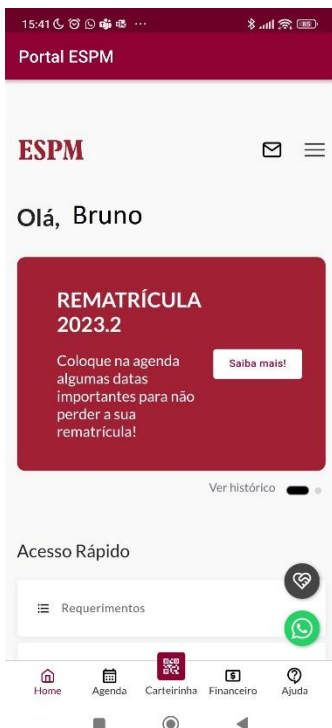 15:41
Portal ESPM
ESPM
Olá, Bruno
REMATRÍCULA
2023.2
Coloque na agenda
algumas datas
importantes para não
perder a sua
rematrícula!
Saiba mais!
Ver histórico
Acesso Rápido
Requerimentos
Home Agenda Carteirinha Financeiro Ajuda